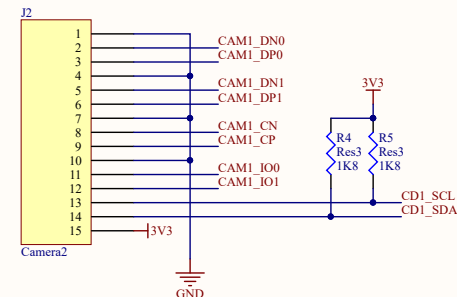 J2
1
2 CAM1_DN0
3 CAM1_DP0
4
5 CAM1_DN1
6 CAM1_DP1
7
8 CAM1_CN
9 CAM1_CP
10
11 CAM1_IO0
12 CAM1_IO1
13 CD1_SCL
14 CD1_SDA
15 3V3
Camera2
GND
3V3
R4
Res3
1K8
R5
Res3
1K8